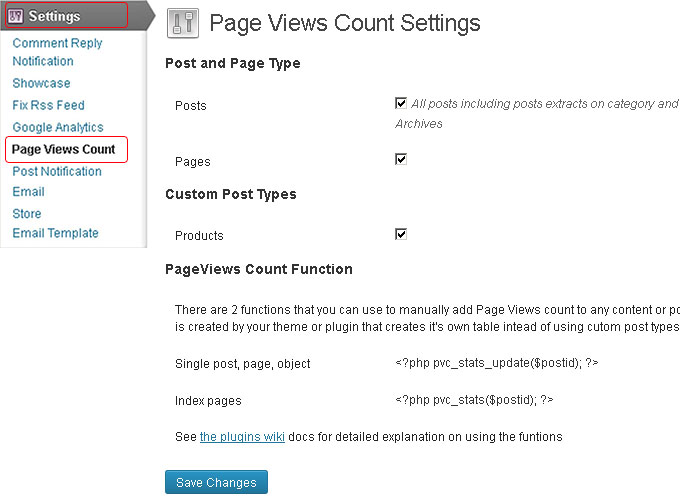 Settings
Comment Reply
Notification
Showcase
Fix Rss Feed
Google Analytics
Page Views Count
Post Notification
Email
Store
Email Template
Page Views Count Settings
Post and Page Type
Posts
All posts including posts extracts on category and
Archives
Pages
Custom Post Types
Products
PageViews Count Function
There are 2 functions that you can use to manually add Page Views count to any content or po
is created by your theme or plugin that creates it's own table intead of using cutom post types
Single post, page, object <?php pvc_stats_update($postid); ?>
Index pages <?php pvc_stats($postid); ?>
See the plugins wiki docs for detailed explanation on using the funtions
Save Changes